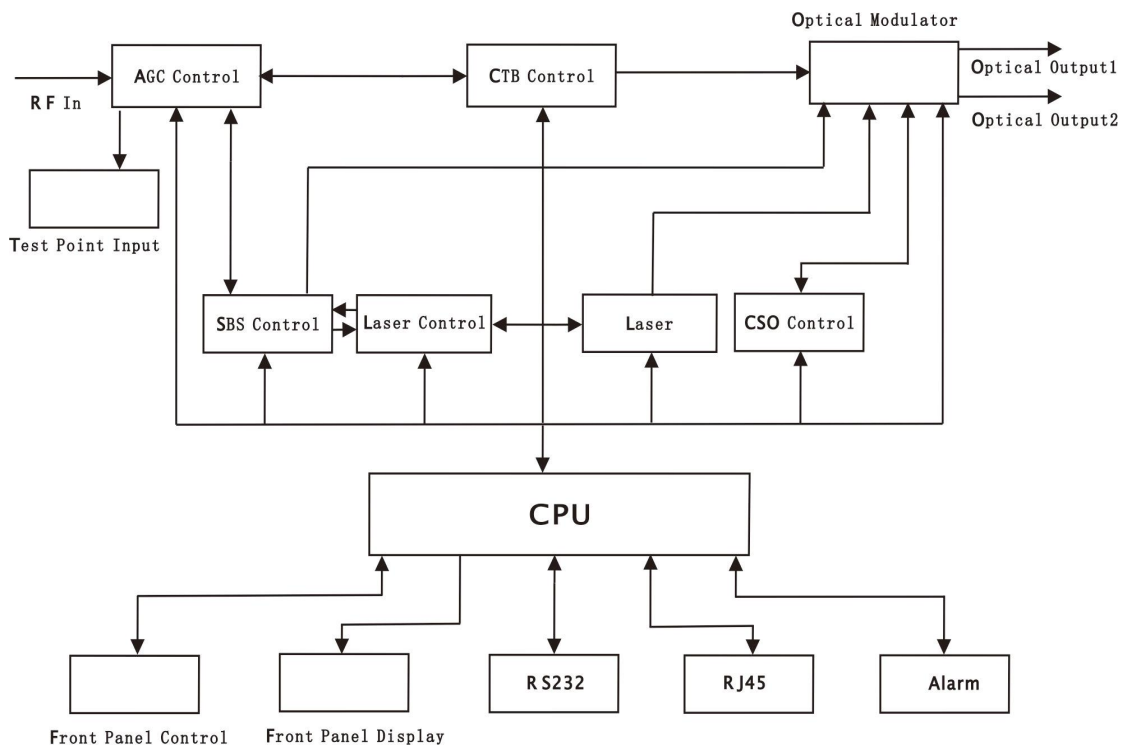 Optical Modulator
AGC Control
CTB Control
Optical Output1
RF In
Optical Output2
Test Point Input
SBS Control
Laser Control
Laser
CSO Control
CPU
RS232
RJ45
Alarm
Front Panel Control
Front Panel Display